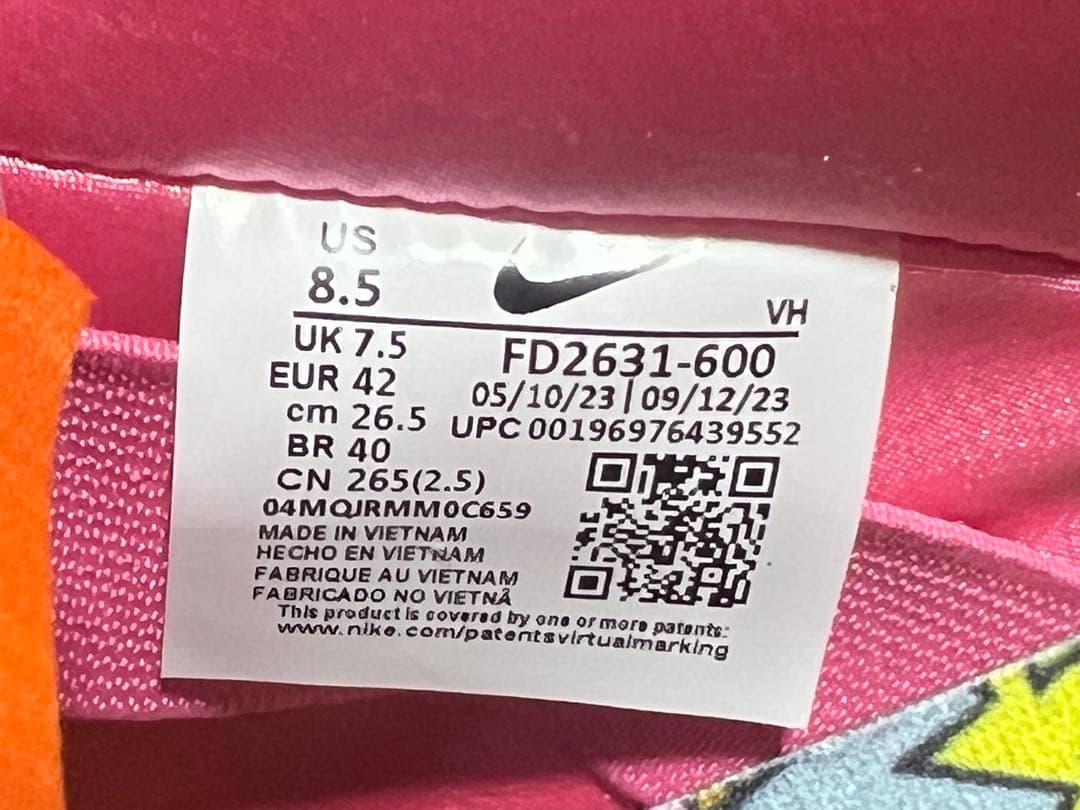 US
8.5
VH
UK 7.5
EUR 42
cm 26.5
BR 40
CN 265(2.5)
FD2631-600
05/10/23 | 09/12/23
UPC 00196976439552
04MQJRMM0C659
MADE IN VIETNAM
HECHO EN VIETNAM
FABRIQUE AU VIETNAM
FABRICADO NO VIETNÃ
This product is covered by one or more patents:
www.nike.com/patentsvirtualmarking